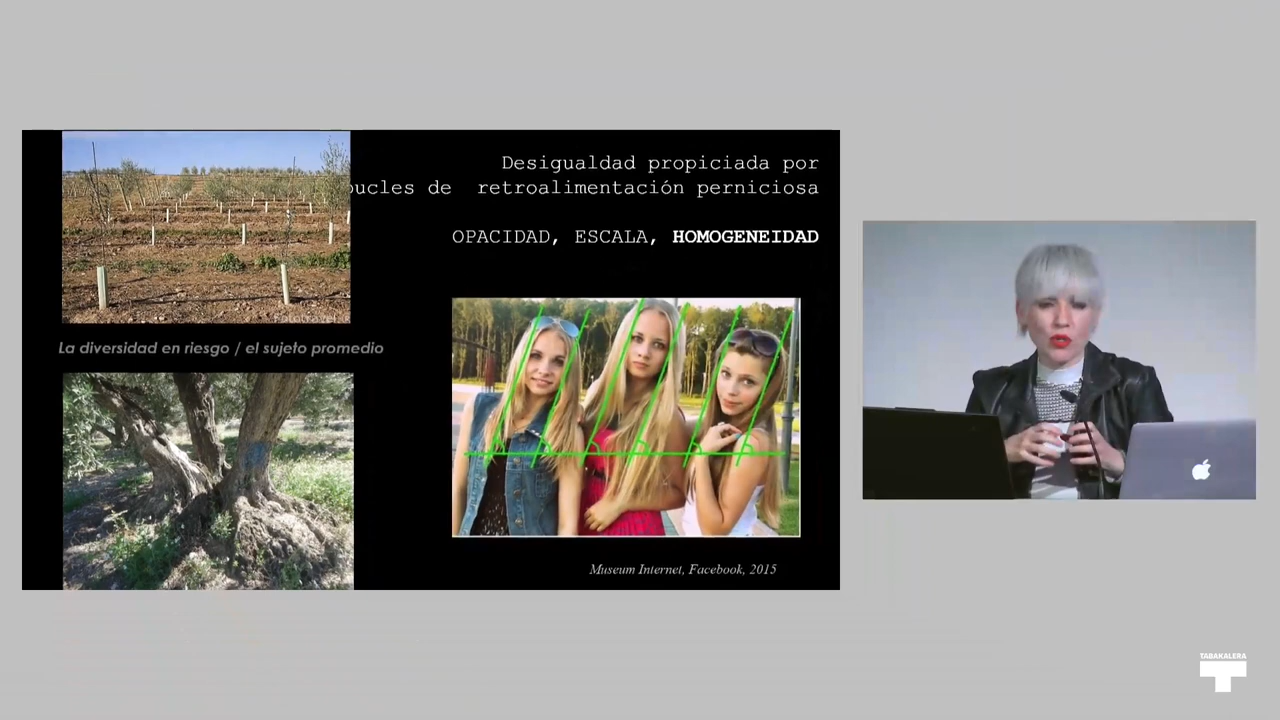 Desigualdad propiciada por
bucles de retroalimentación perniciosa
OPACIDAD, ESCALA, HOMOGENEIDAD
La diversidad en riesgo / el sujeto promedio
Museum Internet, Facebook, 2015
TABAKALERA